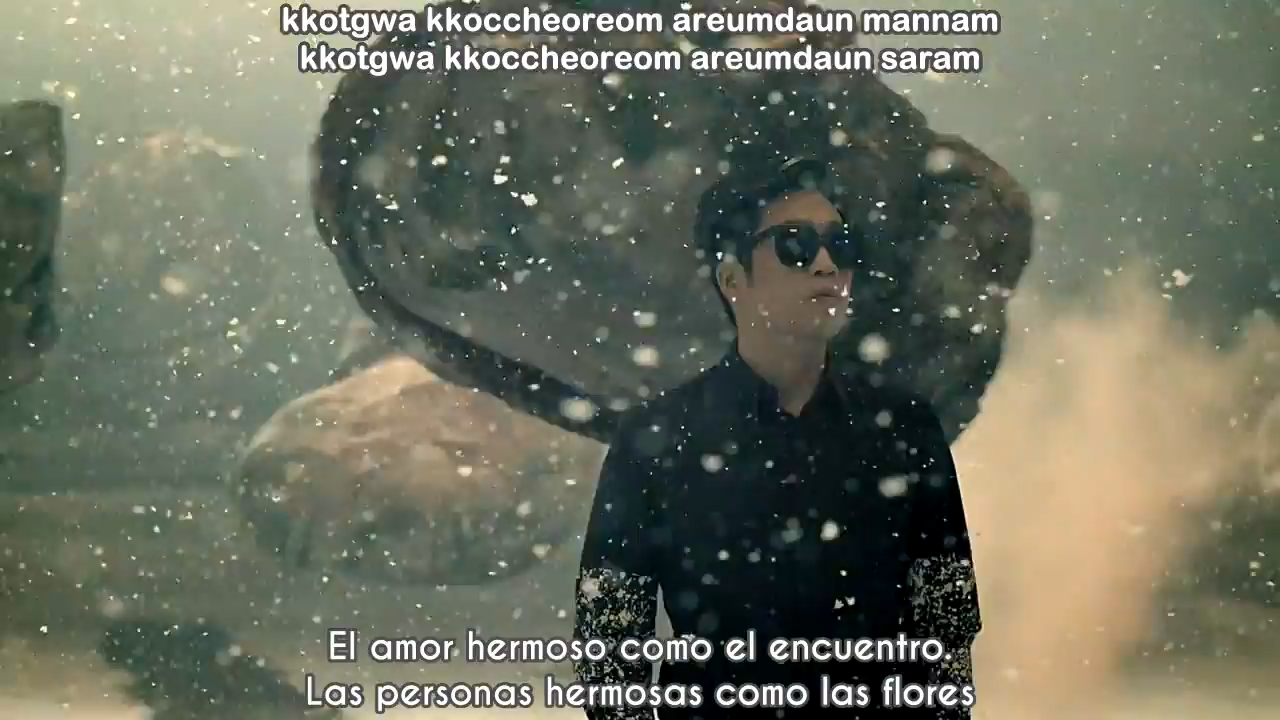 kkotgwa kkoccheoreom areumdaun mannam
kkotgwa kkoccheoreom areumdaun saram
El amor hermoso como el encuentro.
Las personas hermosas como las flores